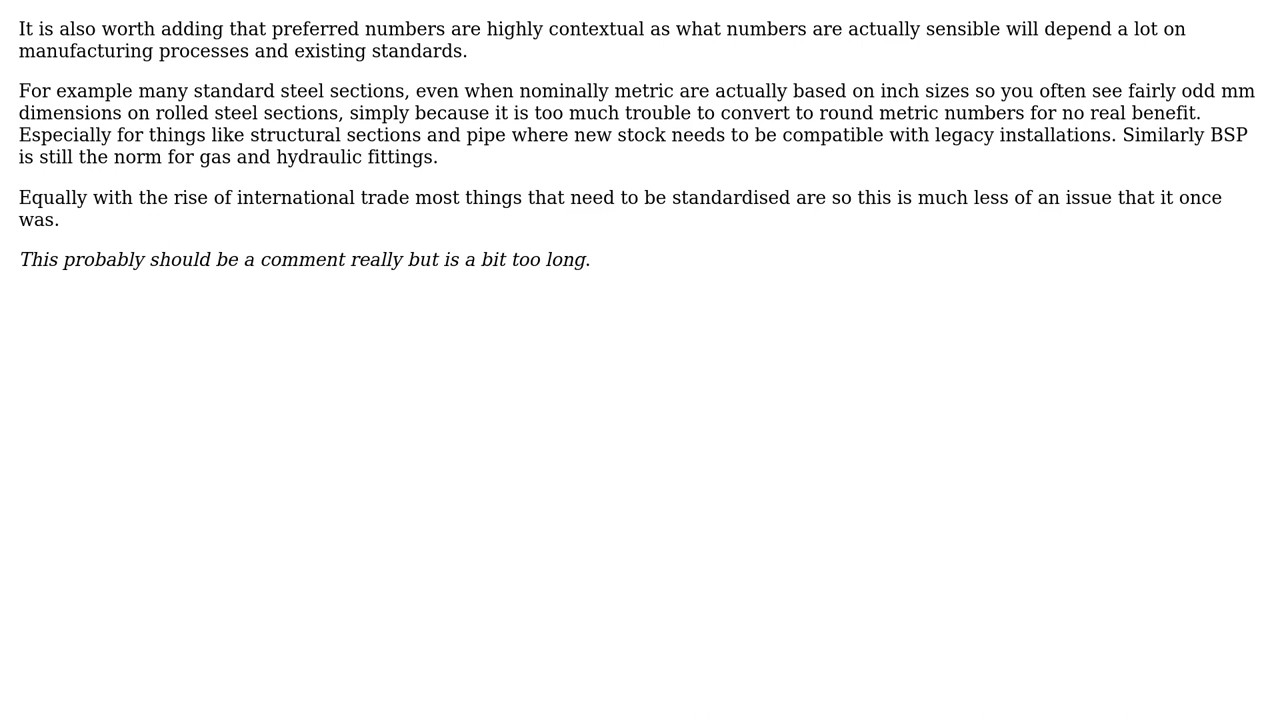 It is also worth adding that preferred numbers are highly contextual as what numbers are actually sensible will depend a lot on
manufacturing processes and existing standards.
For example many standard steel sections, even when nominally metric are actually based on inch sizes so you often see fairly odd mm
dimensions on rolled steel sections, simply because it is too much trouble to convert to round metric numbers for no real benefit.
Especially for things like structural sections and pipe where new stock needs to be compatible with legacy installations. Similarly BSP
is still the norm for gas and hydraulic fittings.
Equally with the rise of international trade most things that need to be standardised are so this is much less of an issue that it once
was.
This probably should be a comment really but is a bit too long.